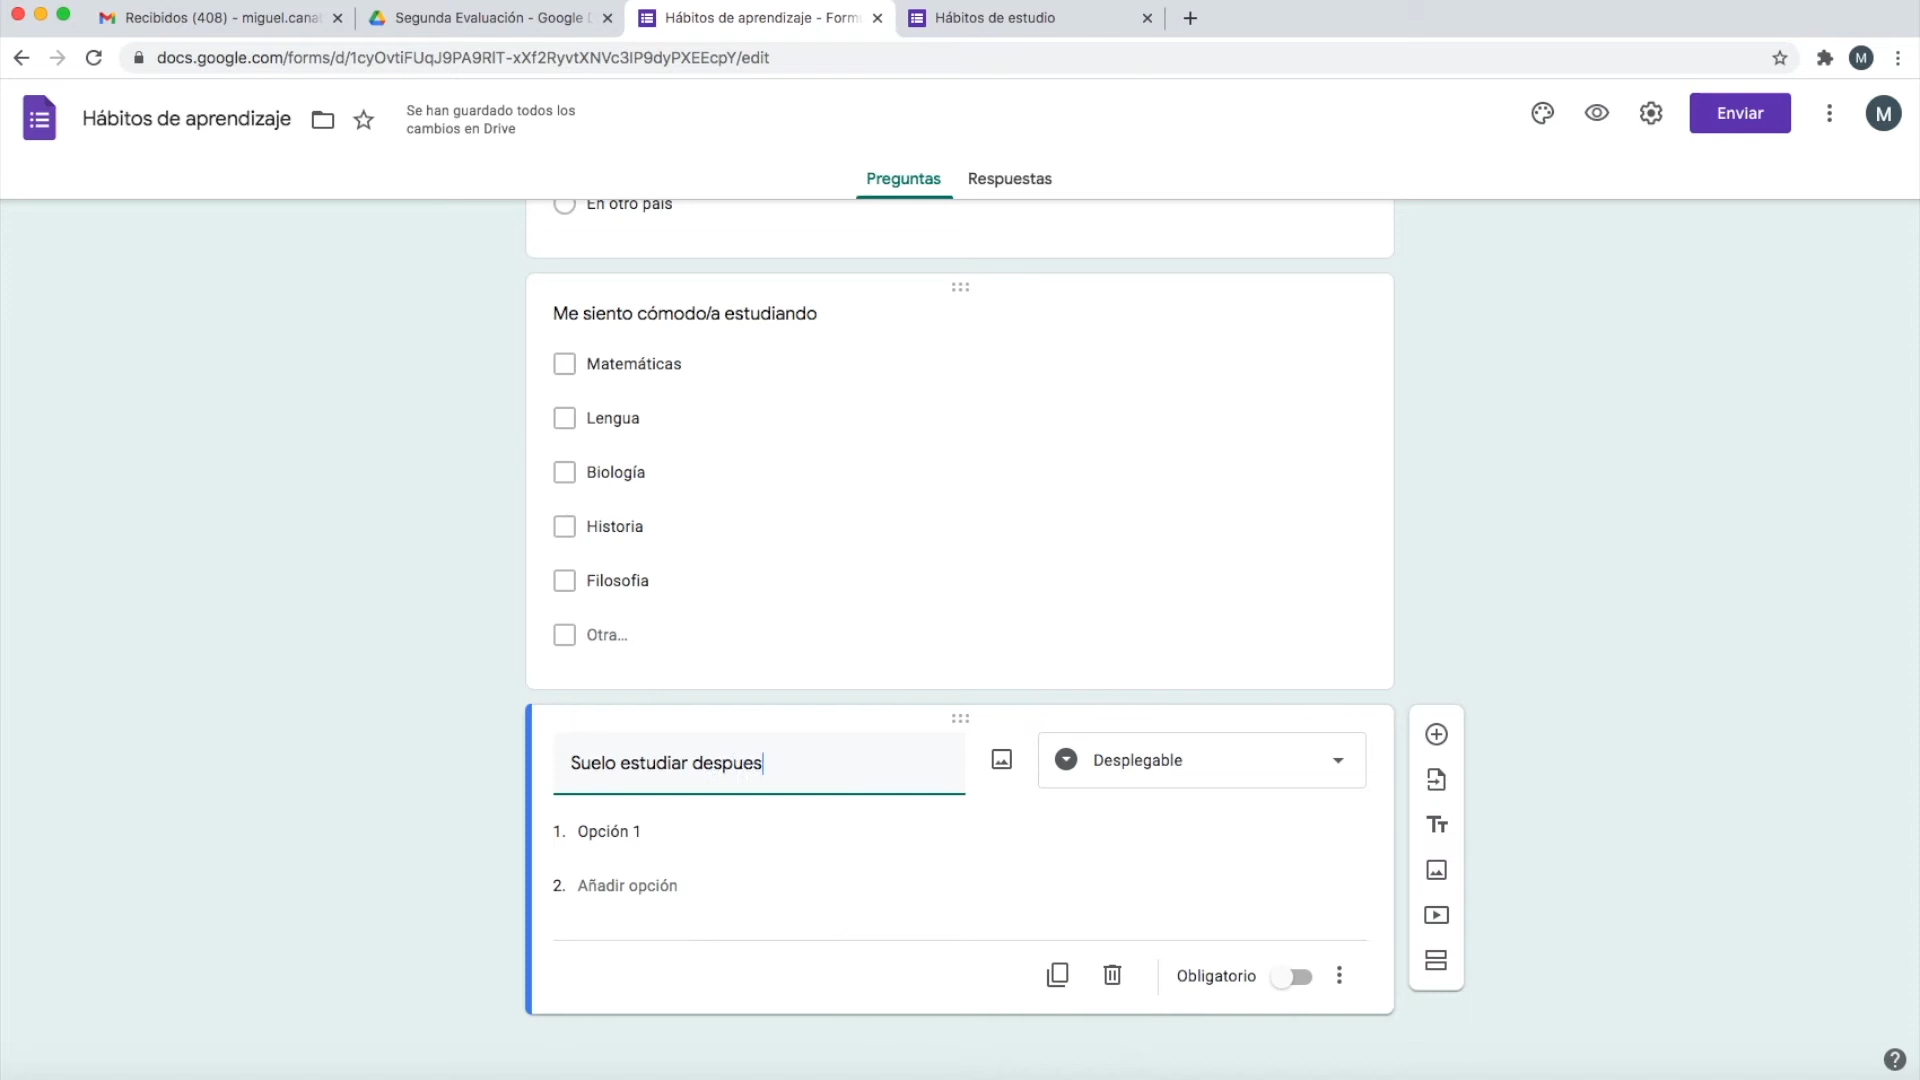 Recibidos (408) - miguel.cana
Segunda Evaluación - Google D
Hábitos de aprendizaje - Form
Hábitos de estudio
docs.google.com/forms/d/1cyOvtiFUqJ9PA9RlT-xXf2RyvtXNVc3IP9dyPXEEcpY/edit
M
Hábitos de aprendizaje
Se han guardado todos los
cambios en Drive
Enviar
M
Preguntas
Respuestas
En otro país
Me siento cómodo/a estudiando
Matemáticas
Lengua
Biología
Historia
Filosofia
Otra...
Suelo estudiar despues
Desplegable
1. Opción 1
2. Añadir opción
Obligatorio